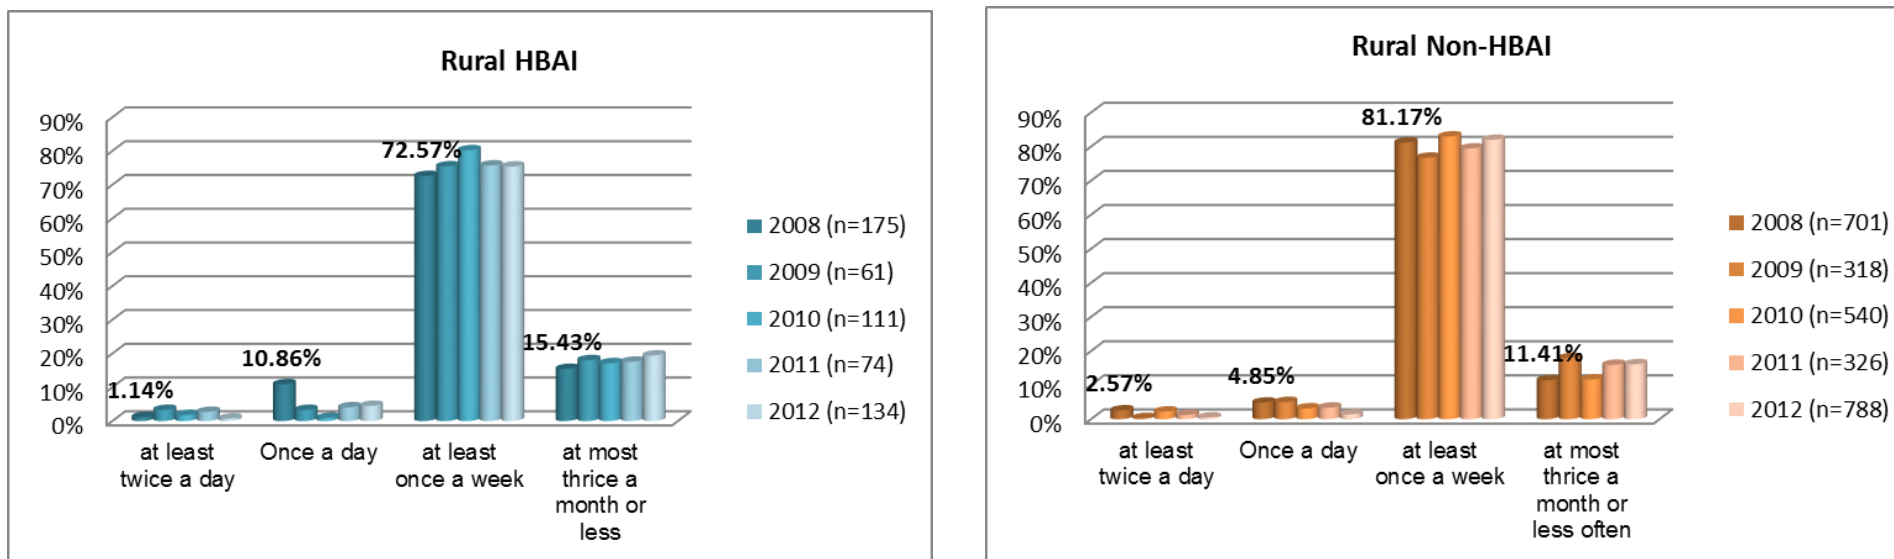 Rural HBAI
90%
80%
70%
60%
50%
40%
30%
20%
10%
0%
1.14%
10.86%
72.57%
15.43%
at least
twice a day
Once a day
at least
once a week
at most
thrice a
month or
less
2008 (n=175)
2009 (n=61)
2010 (n=111)
2011 (n=74)
2012 (n=134)
Rural Non-HBAI
90%
80%
70%
60%
50%
40%
30%
20%
10%
0%
2.57%
4.85%
81.17%
11.41%
at least
twice a day
Once a day
at least
once a week
at most
thrice a
month or
less often
2008 (n=701)
2009 (n=318)
2010 (n=540)
2011 (n=326)
2012 (n=788)